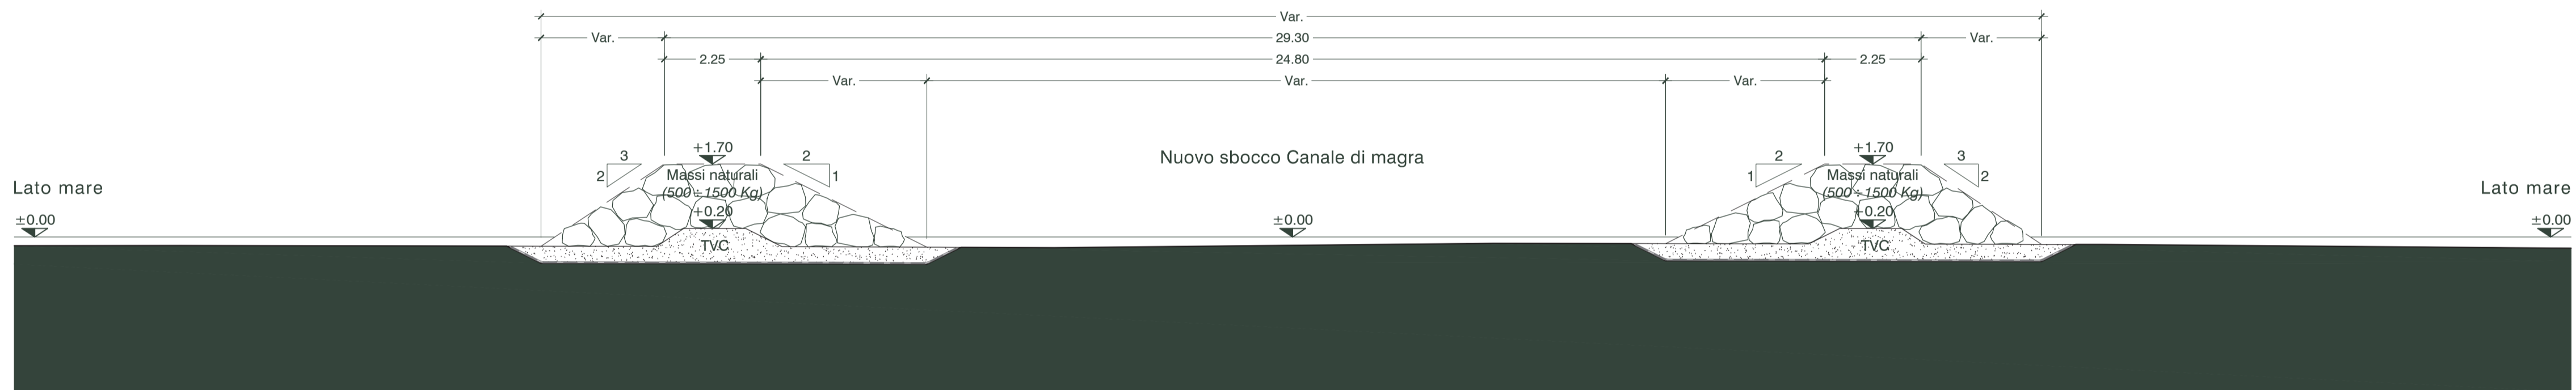 Var.
Var.
29.30
Var.
2.25
24.80
2.25
Var.
Var.
Var.
Nuovo sbocco Canale di magra
3
2
+1.70
2
1
Massi naturali
(500÷1500 Kg)
+0.20
TVC
2
1
+1.70
3
2
Massi naturali
(500÷1500 Kg)
+0.20
TVC
Lato mare
±0.00
±0.00
Lato mare
±0.00